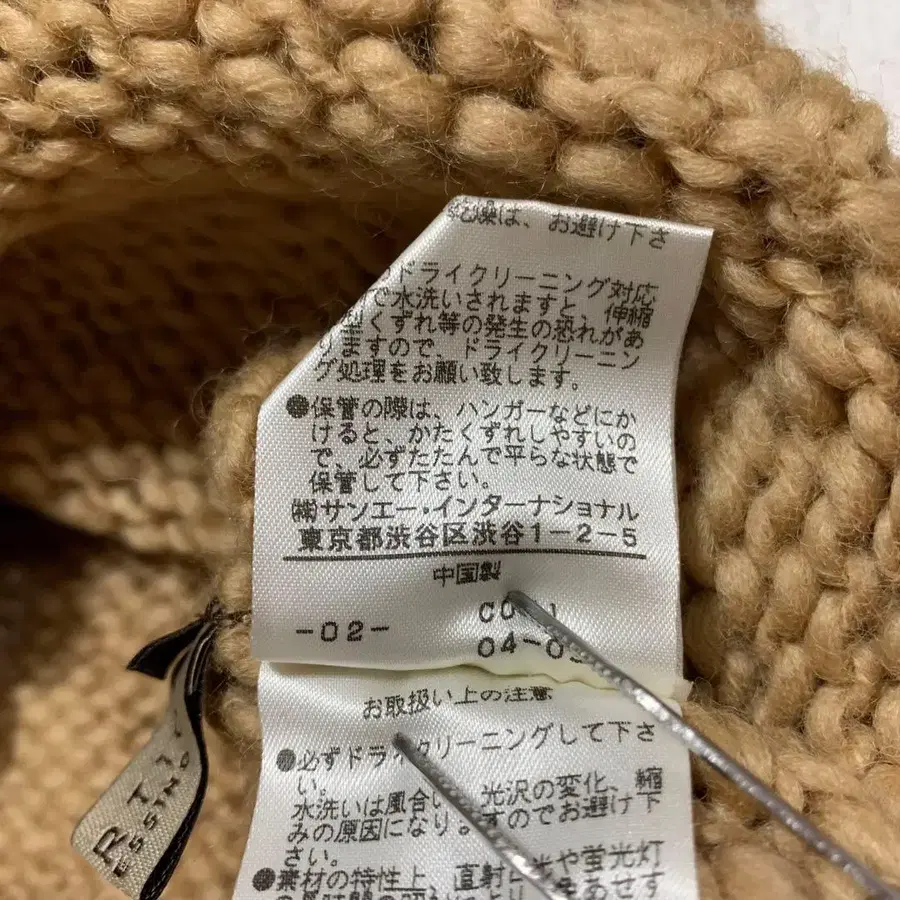 燥は、お避け下さ
ドライクリーニング対応
で水洗いされますと、伸縮
型くずれ等の発生の恐れがあ
りますので、ドライクリーニン
グ処理をお願い致します。
●保管の際は、ハンガーなどにか
けると、かたくずれしやすいの
で、必ずたたんで平らな状態で
保管して下さい。
㈱サンエー・インターナショナル
東京都渋谷区渋谷1-2-5
中国製
-02-
04-0
お取扱い上の注意
●必ずドライクリーニングして下さ
い。
水洗いは風合い 光沢の変化、縮
みの原因になり すのでお避け下
さい。
●素材の特性上、直射日光や蛍光灯
R I
ESSINO